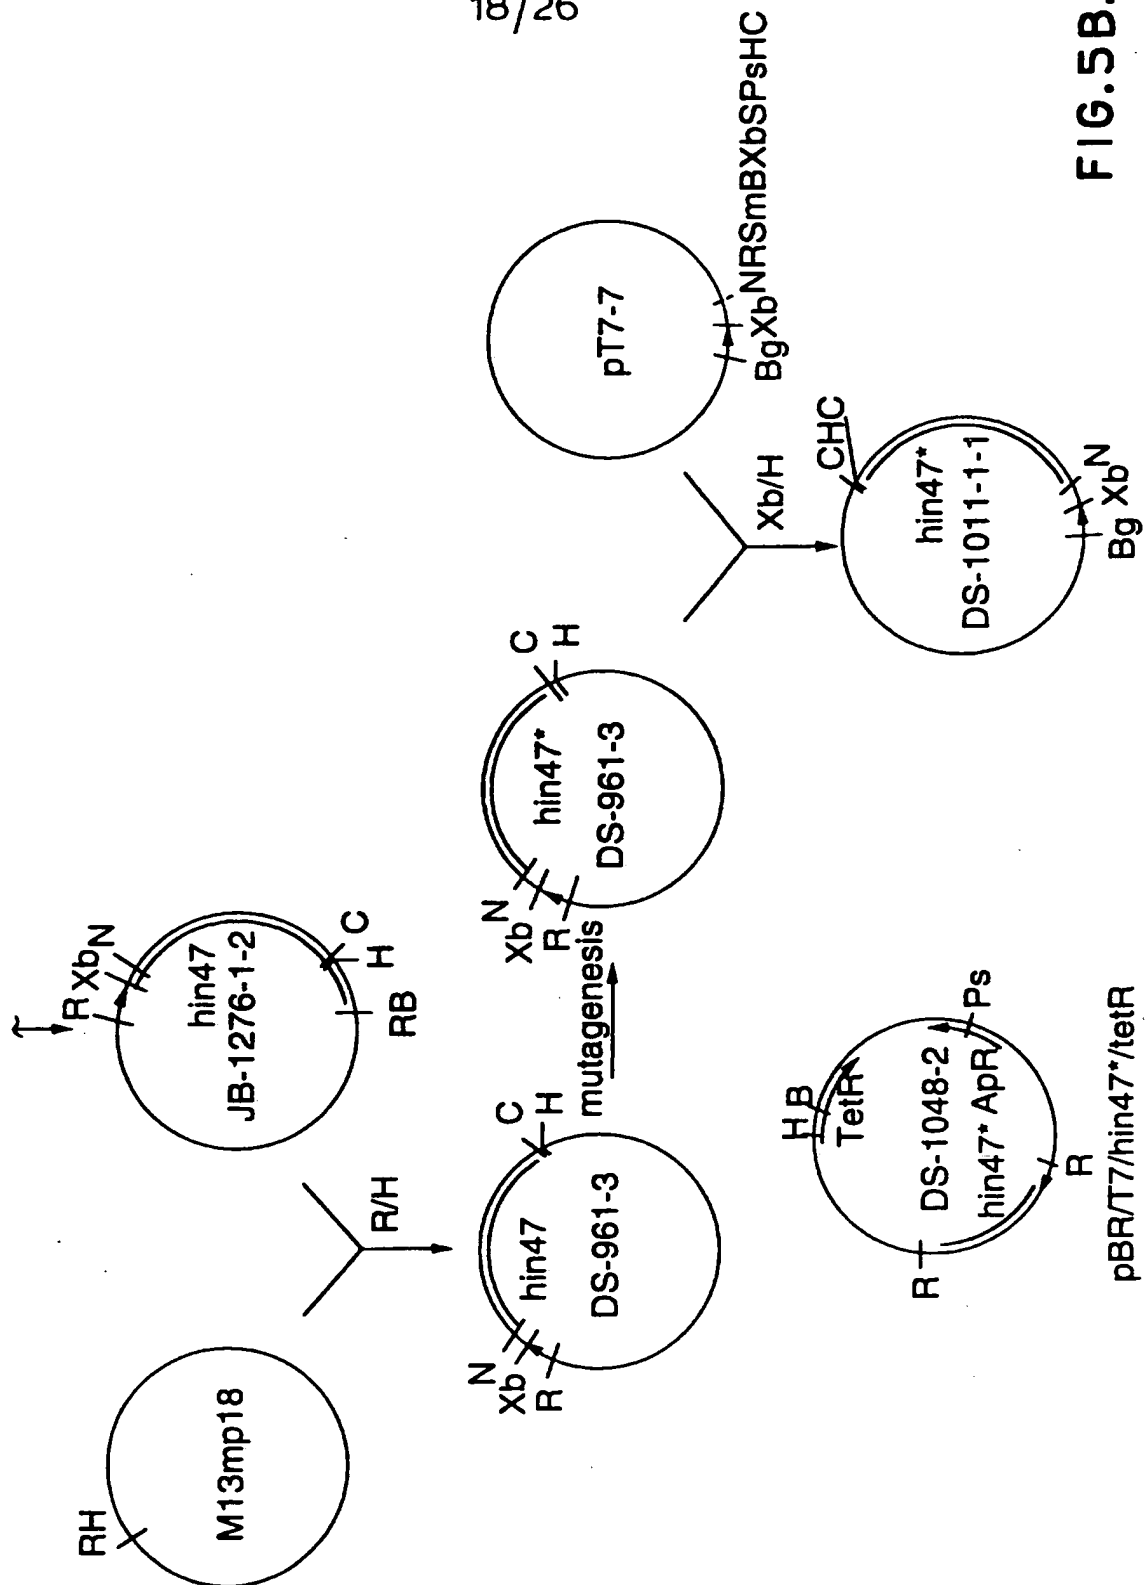 18/26
RH
M13mp18
R
Xb
N
hin47
JB-1276-1-2
C
H
RB
R/H
N
Xb
R
hin47
DS-961-3
C
H
mutagenesis
N
Xb
R
hin47*
DS-961-3
C
H
pT7-7
BgXbNRSmBXbSPsHC
Xb/H
CHC
hin47*
DS-1011-1-1
Bg
Xb
N
H
B
TetR
DS-1048-2
hin47*
ApR
Ps
R
R
pBR/T7/hin47*/tetR
FIG.5B.